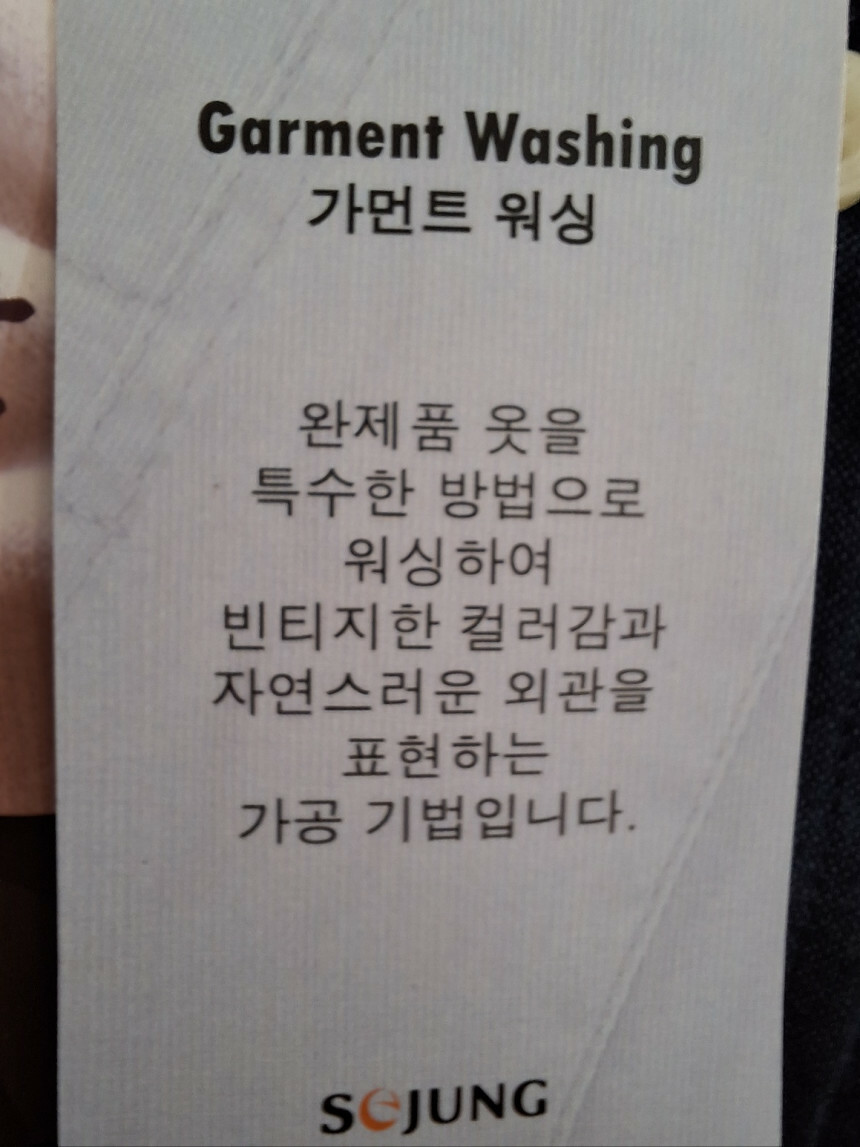 Garment Washing
가먼트 워싱
완제품 옷을
특수한 방법으로
워싱하여
빈티지한 컬러감과
자연스러운 외관을
표현하는
가공 기법입니다.
SeJUNG